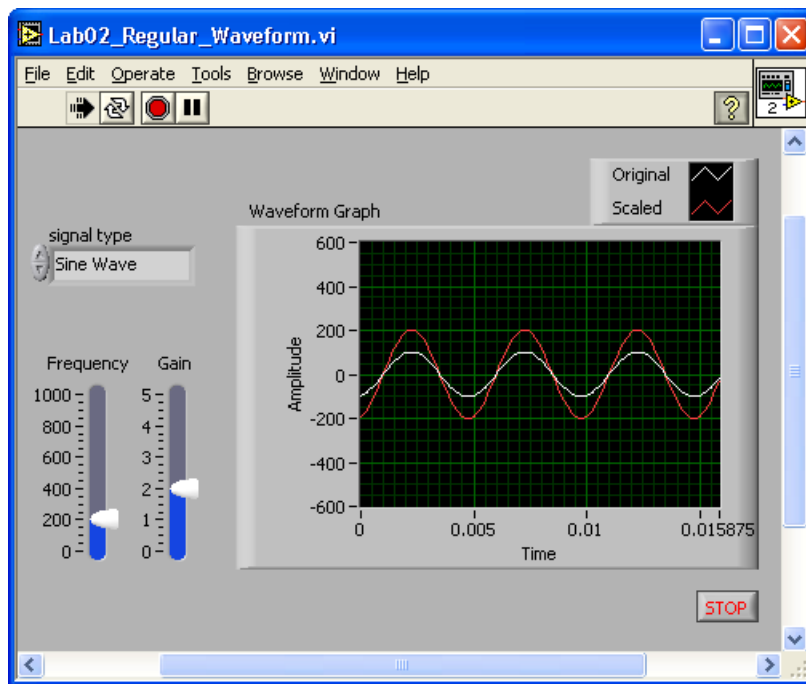 Lab02_Regular_Waveform.vi
File Edit Operate Tools Browse Window Help
2
Original
Scaled
Waveform Graph
signal type
Sine Wave
Frequency
1000
800
600
400
200
0
Gain
5
4
3
2
1
0
Amplitude
600
400
200
0
-200
-400
-600
0 0.005 0.01 0.015875
Time
STOP